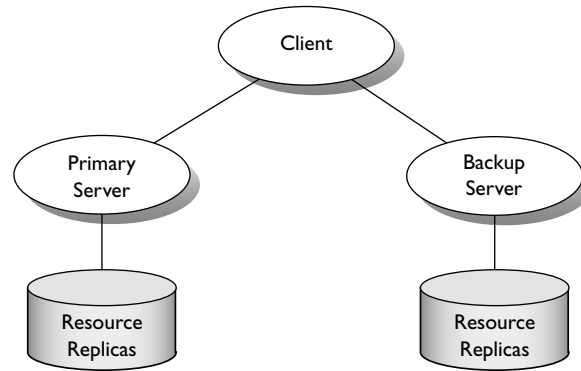 Client
Primary
Server
Backup
Server
Resource
Replicas
Resource
Replicas